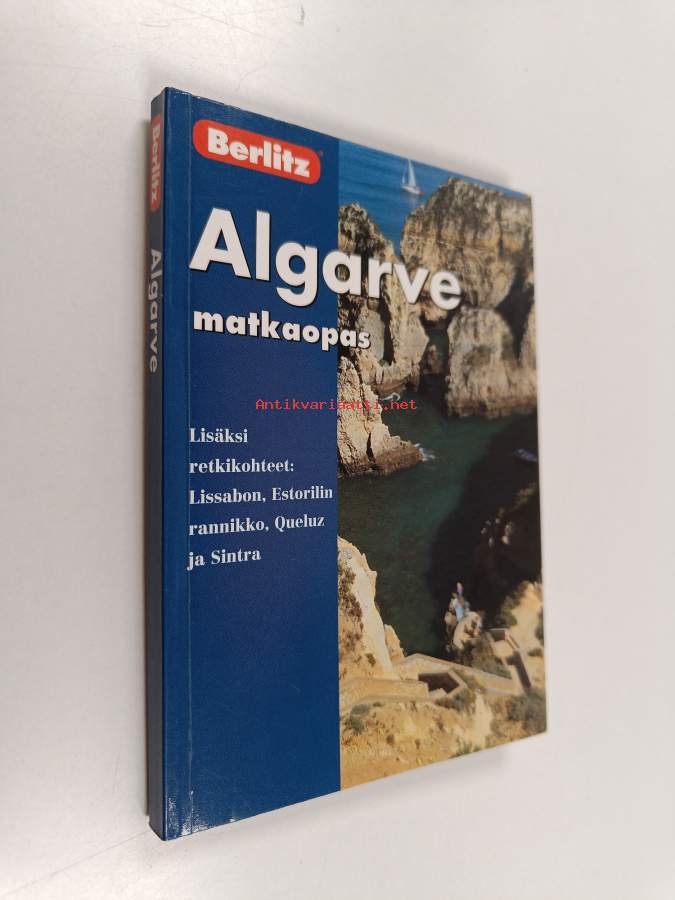 Berlitz
Algarve
Berlitz®
Algarve
matkaopas
Antikvariaatti.net
Lisäksi
retkikohteet:
Lissabon, Estorilin
rannikko, Queluz
ja Sintra